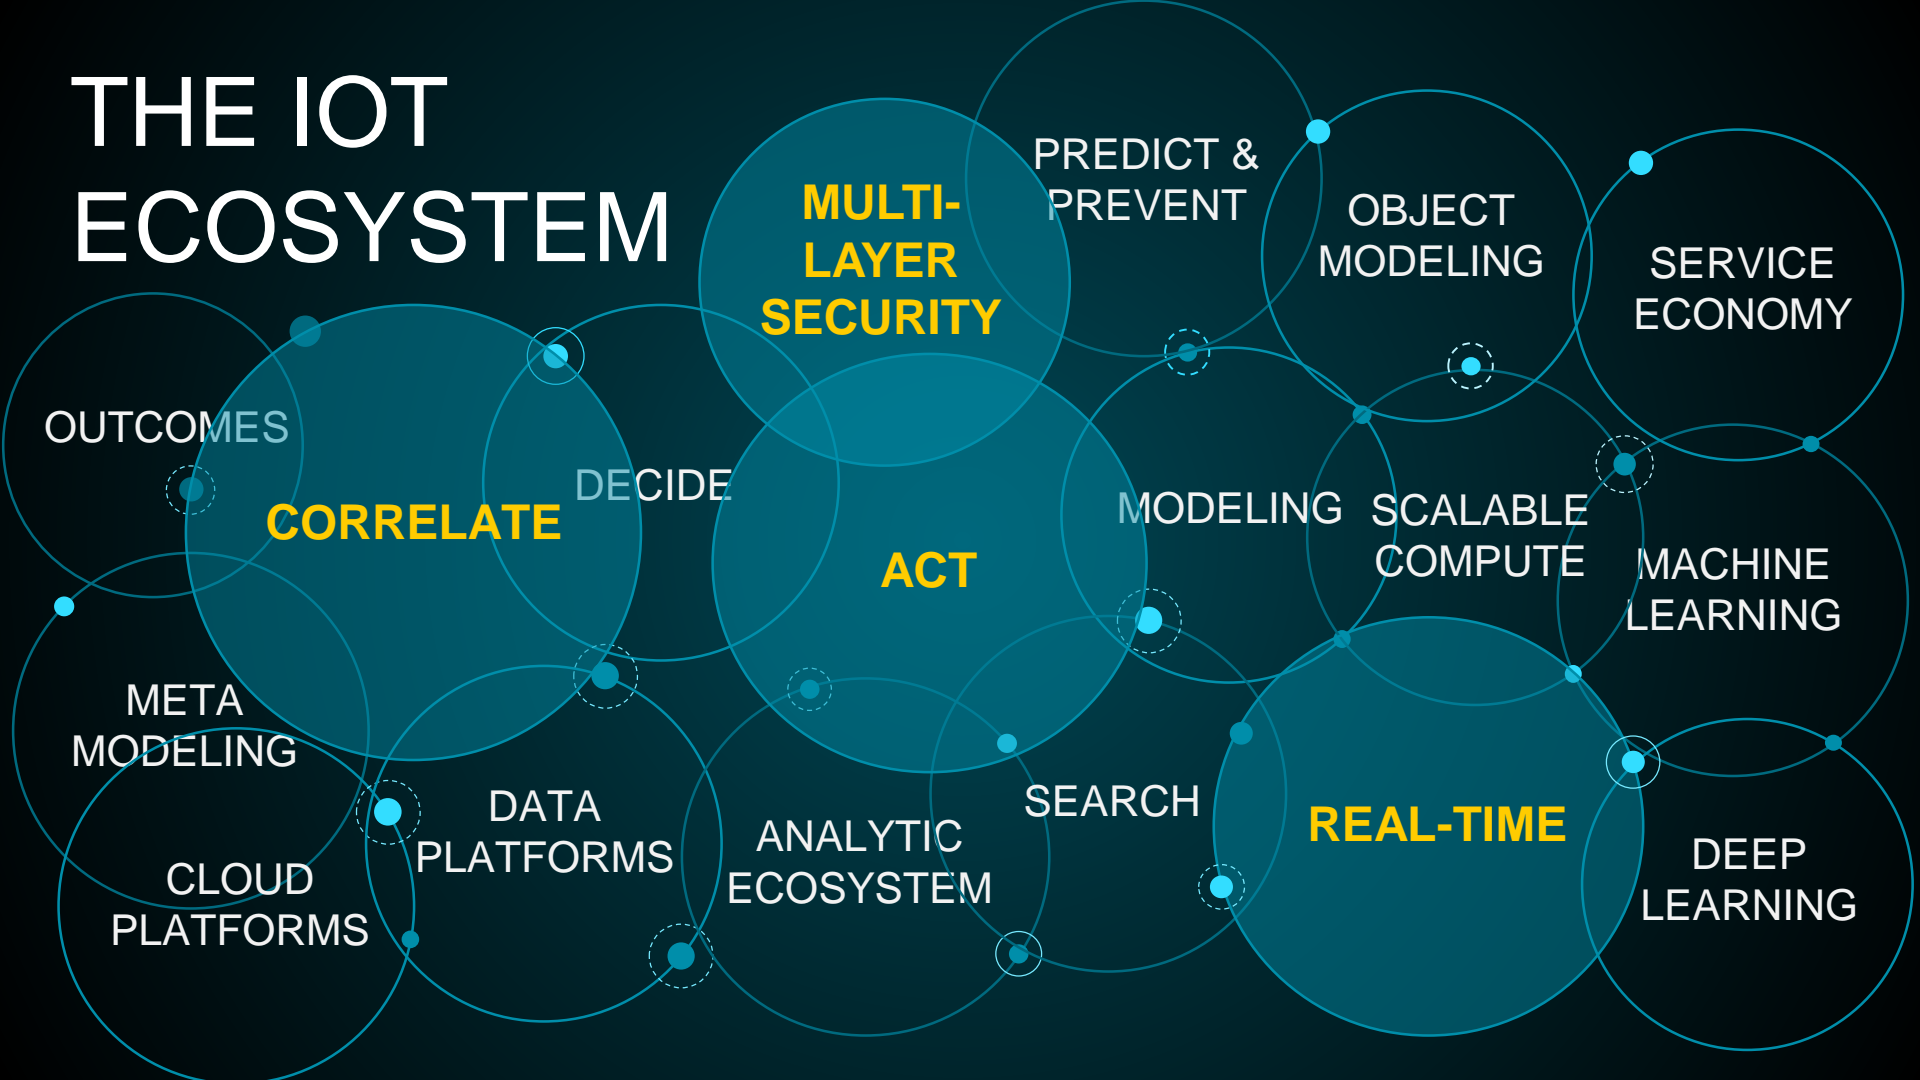 THE IOT
ECOSYSTEM
MULTI-
LAYER
SECURITY
PREDICT &
PREVENT
OBJECT
MODELING
SERVICE
ECONOMY
OUTCOMES
CORRELATE
DECIDE
ACT
MODELING
SCALABLE
COMPUTE
MACHINE
LEARNING
META
MODELING
CLOUD
PLATFORMS
DATA
PLATFORMS
ANALYTIC
ECOSYSTEM
SEARCH
REAL-TIME
DEEP
LEARNING